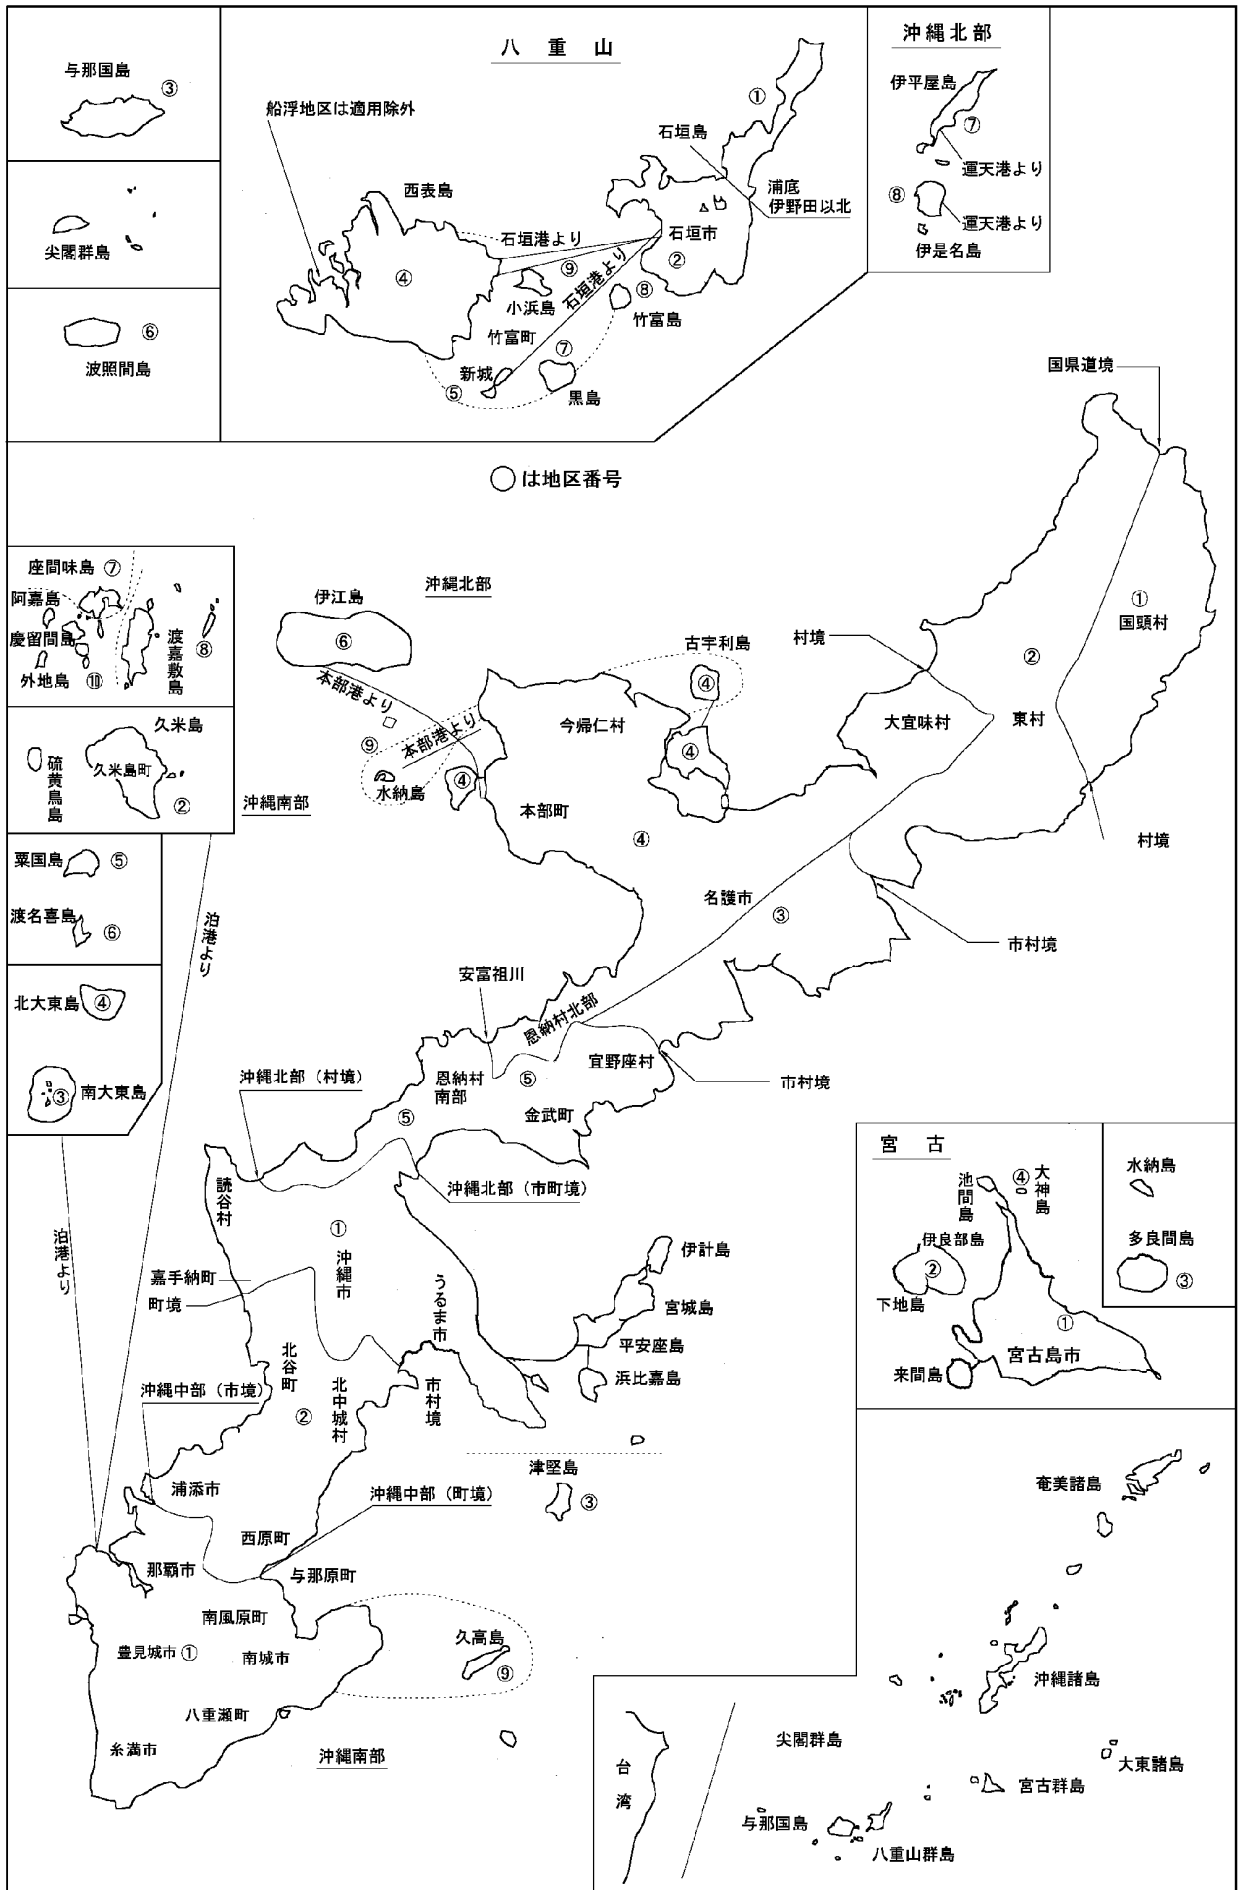 八重山
与那国島
③
尖閣群島
波照間島
⑥
船浮地区は適用除外
西表島
④
石垣港より
⑨
小浜島
竹富町
石垣港より
⑧
竹富島
⑦
黒島
新城
⑤
①
石垣島
浦底
伊野田以北
石垣市
②
沖縄北部
伊平屋島
⑦
運天港より
⑧
運天港より
伊是名島
○は地区番号
国県道境
①
国頭村
②
東村
村境
大宜味村
村境
沖縄北部
伊江島
⑥
本部港より
⑨
本部港より
水納島
④
古宇利島
④
今帰仁村
④
本部町
④
名護市
③
市村境
座間味島
⑦
阿嘉島
慶留間島
外地島
⑩
渡嘉敷島
⑧
久米島
久米島町
②
硫黄鳥島
沖縄南部
粟国島
⑤
渡名喜島
⑥
北大東島
④
南大東島
③
泊港より
泊港より
安富祖川
恩納村北部
宜野座村
⑤
恩納村
南部
金武町
⑤
市村境
沖縄北部(村境)
沖縄北部(市町境)
読谷村
①
沖縄市
うるま市
嘉手納町
町境
伊計島
宮城島
平安座島
浜比嘉島
北谷町
②
北中城村
市村境
沖縄中部(市境)
津堅島
③
浦添市
沖縄中部(町境)
西原町
那覇市
与那原町
南風原町
豊見城市
①
南城市
久高島
⑨
八重瀬町
糸満市
沖縄南部
宮古
池間島
④
大神島
伊良部島
②
下地島
①
宮古島市
来間島
水納島
多良間島
③
奄美諸島
沖縄諸島
大東諸島
尖閣群島
宮古群島
台湾
与那国島
八重山群島